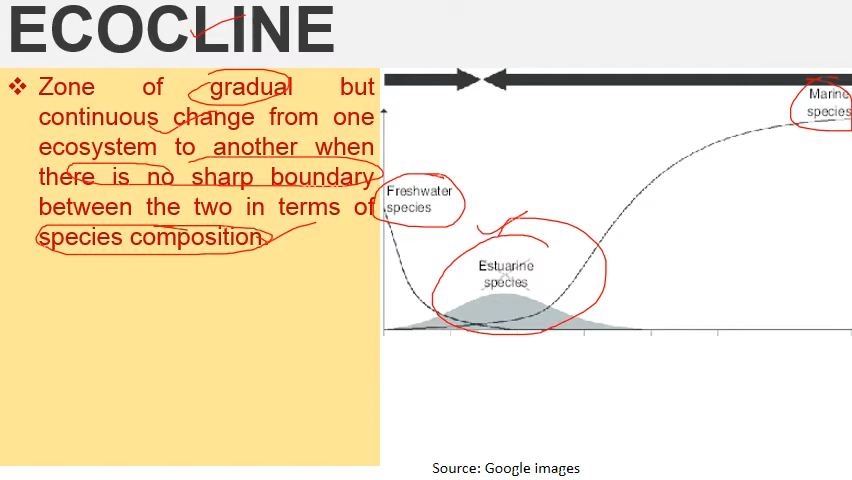 ECOCLINE
❖ Zone of gradual but
continuous change from one
ecosystem to another when
there is no sharp boundary
between the two in terms of
species composition.
Marine
species
Freshwater
species
Estuarine
species
Source: Google images